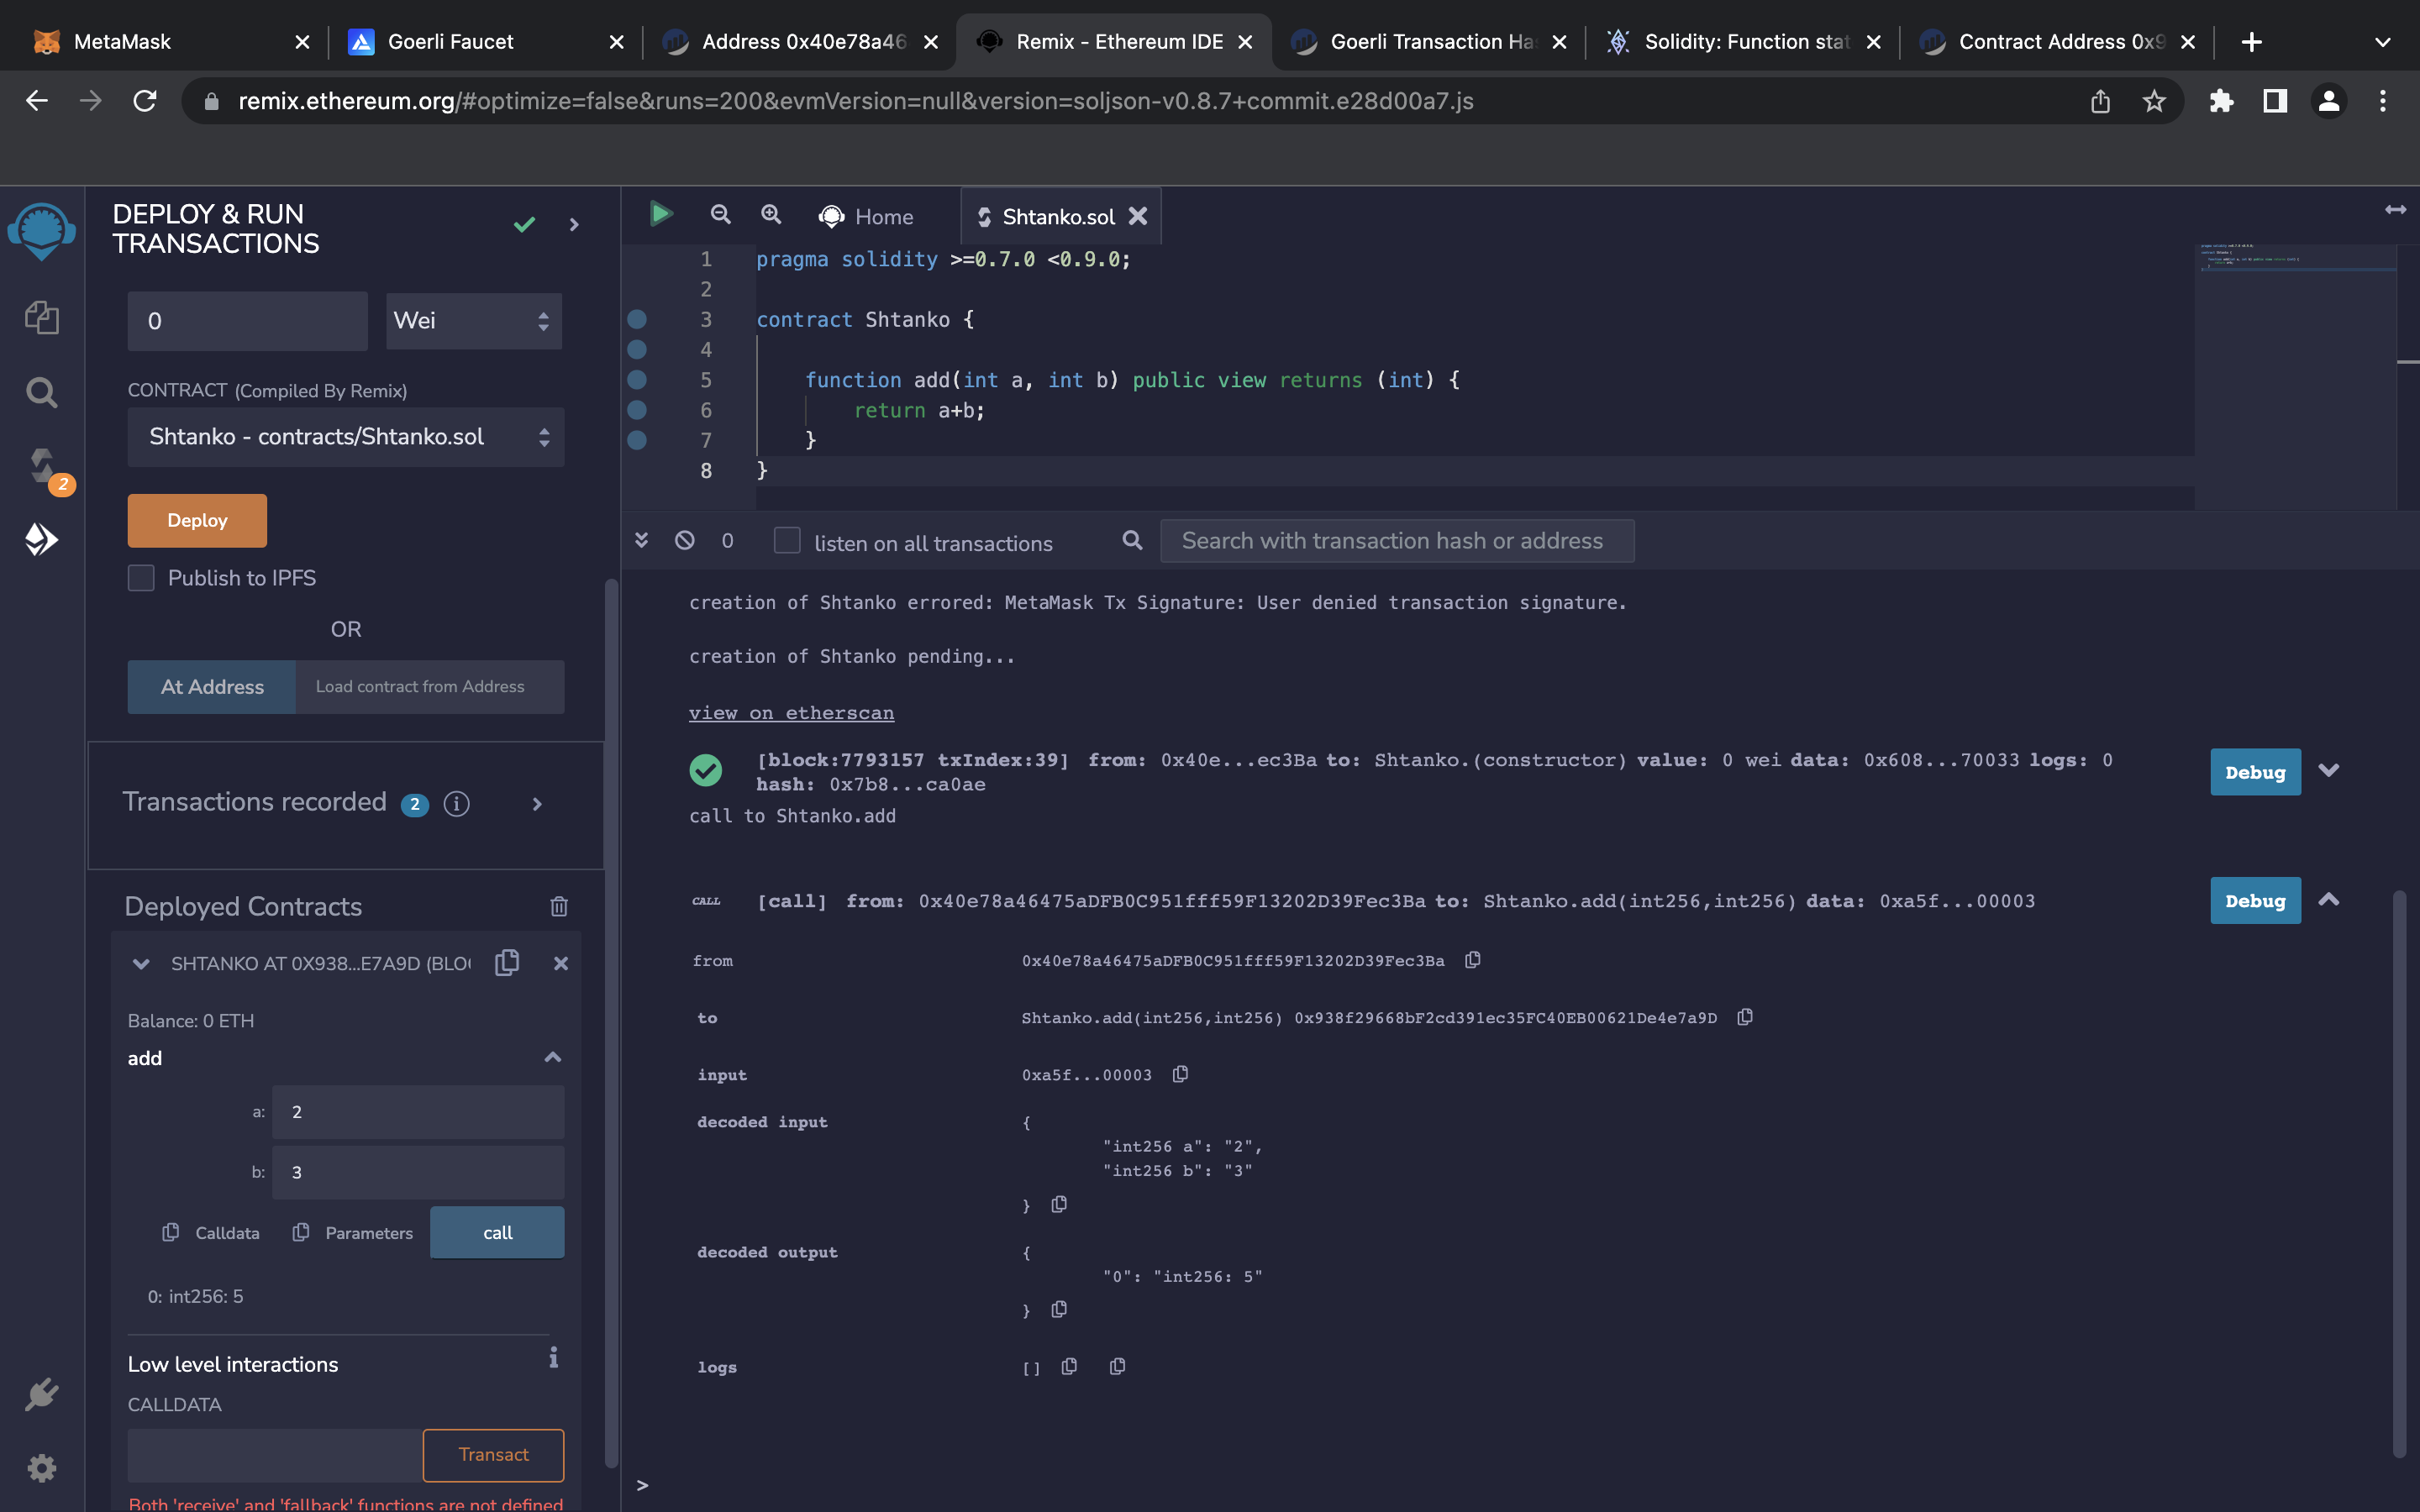 MetaMask
Goerli Faucet
Address 0x40e78a46
Remix - Ethereum IDE
Goerli Transaction Ha
Solidity: Function stat
Contract Address 0x9
remix.ethereum.org/#optimize=false&runs=200&evmVersion=null&version=soljson-v0.8.7+commit.e28d00a7.js
DEPLOY & RUN
TRANSACTIONS
0
Wei
CONTRACT (Compiled By Remix)
Shtanko - contracts/Shtanko.sol
2
Deploy
Publish to IPFS
OR
At Address
Load contract from Address
Transactions recorded 2 i
Deployed Contracts
SHTANKO AT 0X938...E7A9D (BLO
Balance: 0 ETH
add
a: 2
b: 3
Calldata
Parameters
call
0: int256: 5
Low level interactions
i
CALLDATA
Transact
Both 'receive' and 'fallback' functions are not defined
Home
Shtanko.sol
1 pragma solidity >=0.7.0 <0.9.0;
2
3 contract Shtanko {
4
5 function add(int a, int b) public view returns (int) {
6 return a+b;
7 }
8 }
0
listen on all transactions
Search with transaction hash or address
creation of Shtanko errored: MetaMask Tx Signature: User denied transaction signature.
creation of Shtanko pending...
view on etherscan
[block:7793157 txIndex:39] from: 0x40e...ec3Ba to: Shtanko.(constructor) value: 0 wei data: 0x608...70033 logs: 0
hash: 0x7b8...ca0ae
Debug
call to Shtanko.add
CALL [call] from: 0x40e78a46475aDFB0C951fff59F13202D39Fec3Ba to: Shtanko.add(int256,int256) data: 0xa5f...00003
Debug
from 0x40e78a46475aDFB0C951fff59F13202D39Fec3Ba
to Shtanko.add(int256,int256) 0x938f29668bF2cd391ec35FC40EB00621De4e7a9D
input 0xa5f...00003
decoded input {
"int256 a": "2",
"int256 b": "3"
}
decoded output {
"0": "int256: 5"
}
logs []
>